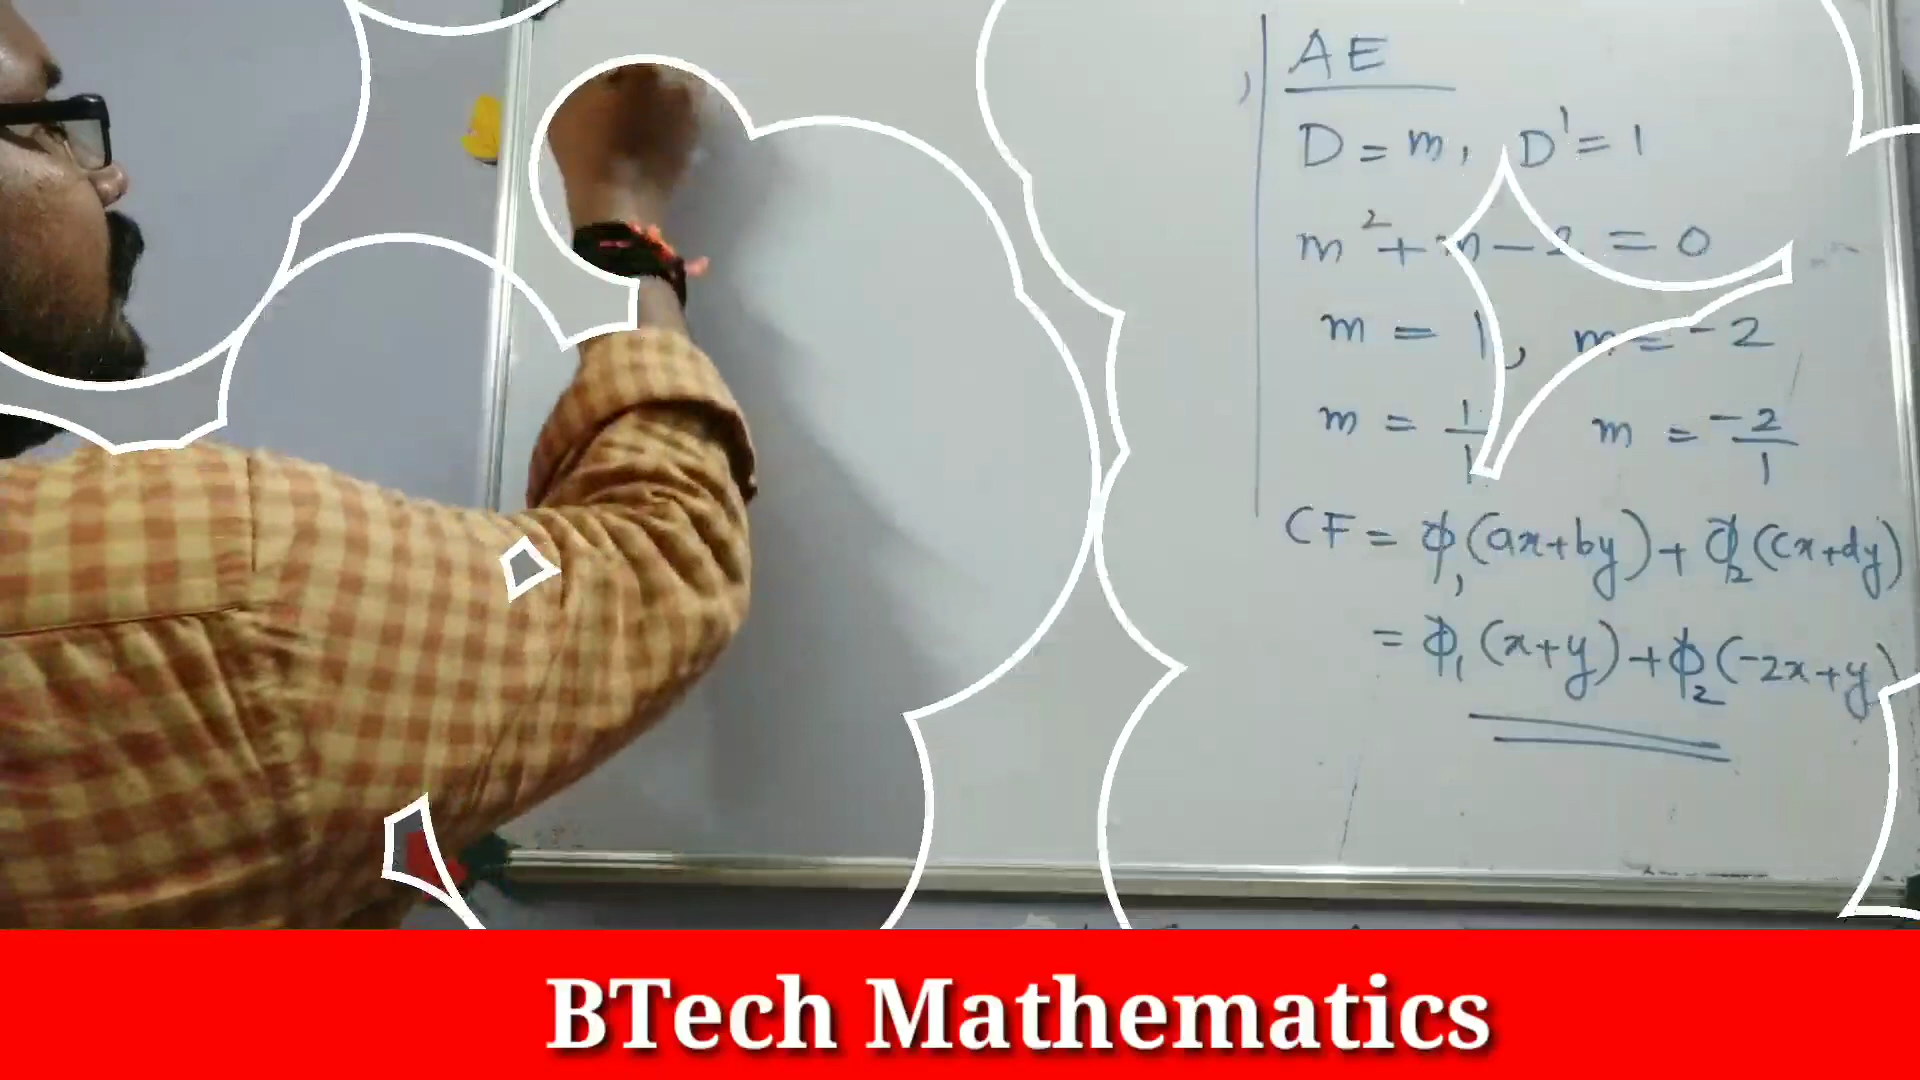 AE
D = m, D' = 1
m² + m - 2 = 0
m = 1, m = -2
m = 1/1 m = -2/1
CF = ϕ₁(ax+by) + ϕ₂(cx+dy)
= ϕ₁(x+y) + ϕ₂(-2x+y)
BTech Mathematics